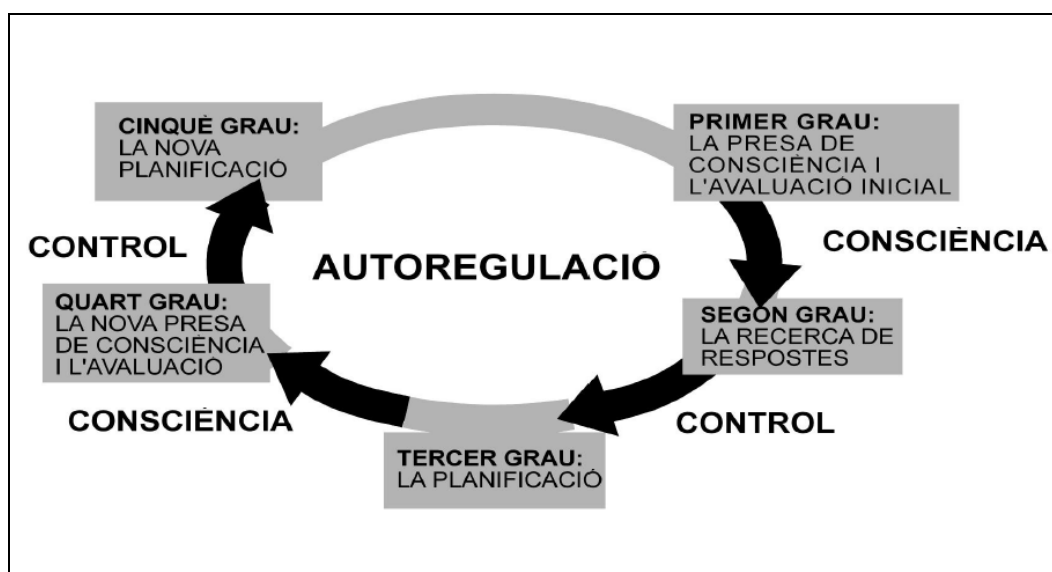 CINQUÈ GRAU:
LA NOVA
PLANIFICACIÓ
PRIMER GRAU:
LA PRESA DE
CONSCIÈNCIA I
L'AVALUACIÓ INICIAL
CONTROL
CONSCIÈNCIA
AUTOREGULACIÓ
QUART GRAU:
LA NOVA PRESA
DE CONSCIÈNCIA
I L'AVALUACIÓ
SEGON GRAU:
LA RECERCA DE
RESPOSTES
CONSCIÈNCIA
CONTROL
TERCER GRAU:
LA PLANIFICACIÓ